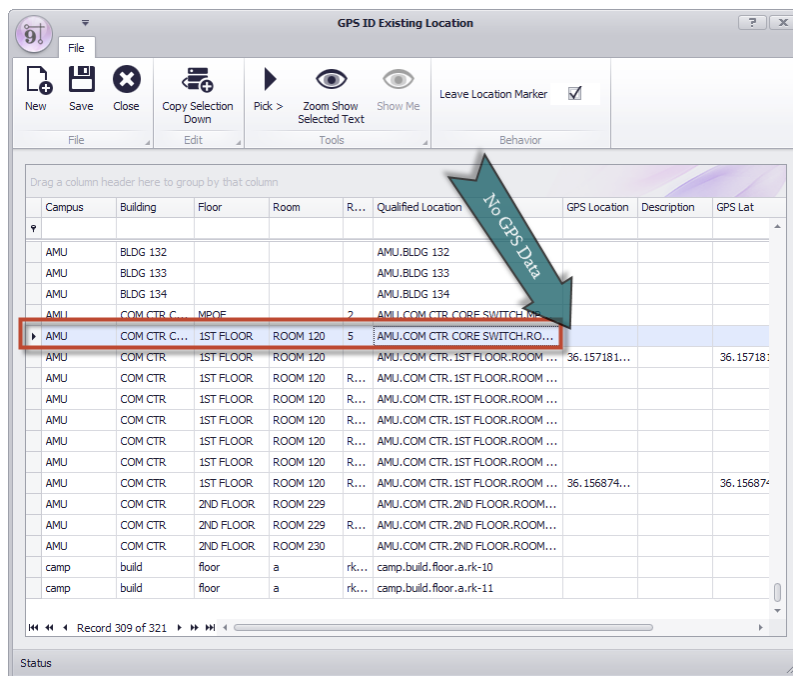 GPS ID Existing Location
File
New Save Close Copy Selection Down Pick > Zoom Show Selected Text Show Me Leave Location Marker
File Edit Tools Behavior
Drag a column header here to group by that column
Campus Building Floor Room R... Qualified Location GPS Location Description GPS Lat
No GPS Data
AMU BLDG 132 AMU.BLDG 132
AMU BLDG 133 AMU.BLDG 133
AMU BLDG 134 AMU.BLDG 134
AMU COM CTR C... MPOE 2 AMU.COM CTR CORE SWITCH.MP...
AMU COM CTR C... 1ST FLOOR ROOM 120 5 AMU.COM CTR CORE SWITCH.RO...
AMU COM CTR 1ST FLOOR ROOM 120 AMU.COM CTR.1ST FLOOR.ROOM ... 36.157181... 36.157181
AMU COM CTR 1ST FLOOR ROOM 120 R... AMU.COM CTR.1ST FLOOR.ROOM ...
AMU COM CTR 1ST FLOOR ROOM 120 R... AMU.COM CTR.1ST FLOOR.ROOM ...
AMU COM CTR 1ST FLOOR ROOM 120 R... AMU.COM CTR.1ST FLOOR.ROOM ...
AMU COM CTR 1ST FLOOR ROOM 120 R... AMU.COM CTR.1ST FLOOR.ROOM ...
AMU COM CTR 1ST FLOOR ROOM 120 R... AMU.COM CTR.1ST FLOOR.ROOM ...
AMU COM CTR 1ST FLOOR ROOM 120 R... AMU.COM CTR.1ST FLOOR.ROOM ... 36.156874... 36.156874
AMU COM CTR 2ND FLOOR ROOM 229 AMU.COM CTR.2ND FLOOR.ROOM...
AMU COM CTR 2ND FLOOR ROOM 229 R... AMU.COM CTR.2ND FLOOR.ROOM...
AMU COM CTR 2ND FLOOR ROOM 230 AMU.COM CTR.2ND FLOOR.ROOM...
camp build floor a rk... camp.build.floor.a.rk-10
camp build floor a rk... camp.build.floor.a.rk-11
Record 309 of 321
Status